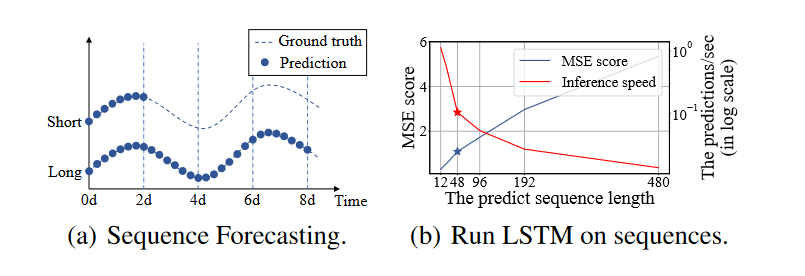 Ground truth
Prediction
Short
Long
0d 2d 4d 6d 8d Time
(a) Sequence Forecasting.
MSE score
6
4
2
MSE score
Inference speed
10^0
10^-1
The predictions/sec
(in log scale)
12 48 96 192 480
The predict sequence length
(b) Run LSTM on sequences.